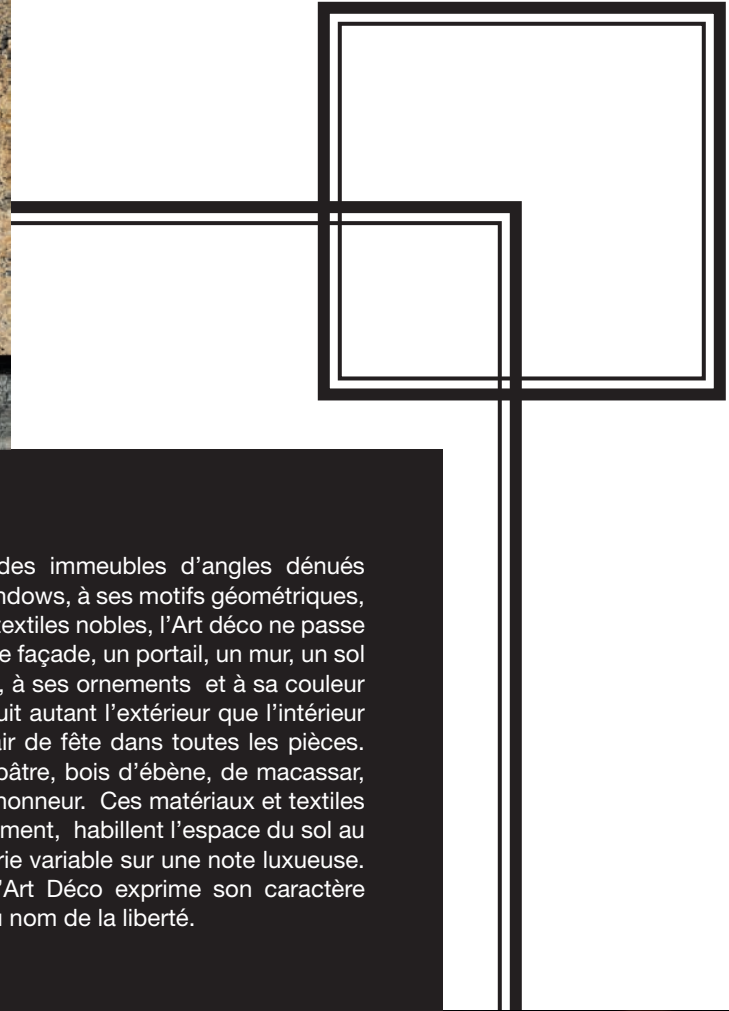 des immeubles d’angles dénués
ndows, à ses motifs géométriques,
textiles nobles, l’Art déco ne passe
e façade, un portail, un mur, un sol
, à ses ornements et à sa couleur
uit autant l’extérieur que l’intérieur
ir de fête dans toutes les pièces.
bâtre, bois d’ébène, de macassar,
honneur. Ces matériaux et textiles
ment, habillent l’espace du sol au
rie variable sur une note luxueuse.
’Art Déco exprime son caractère
u nom de la liberté.